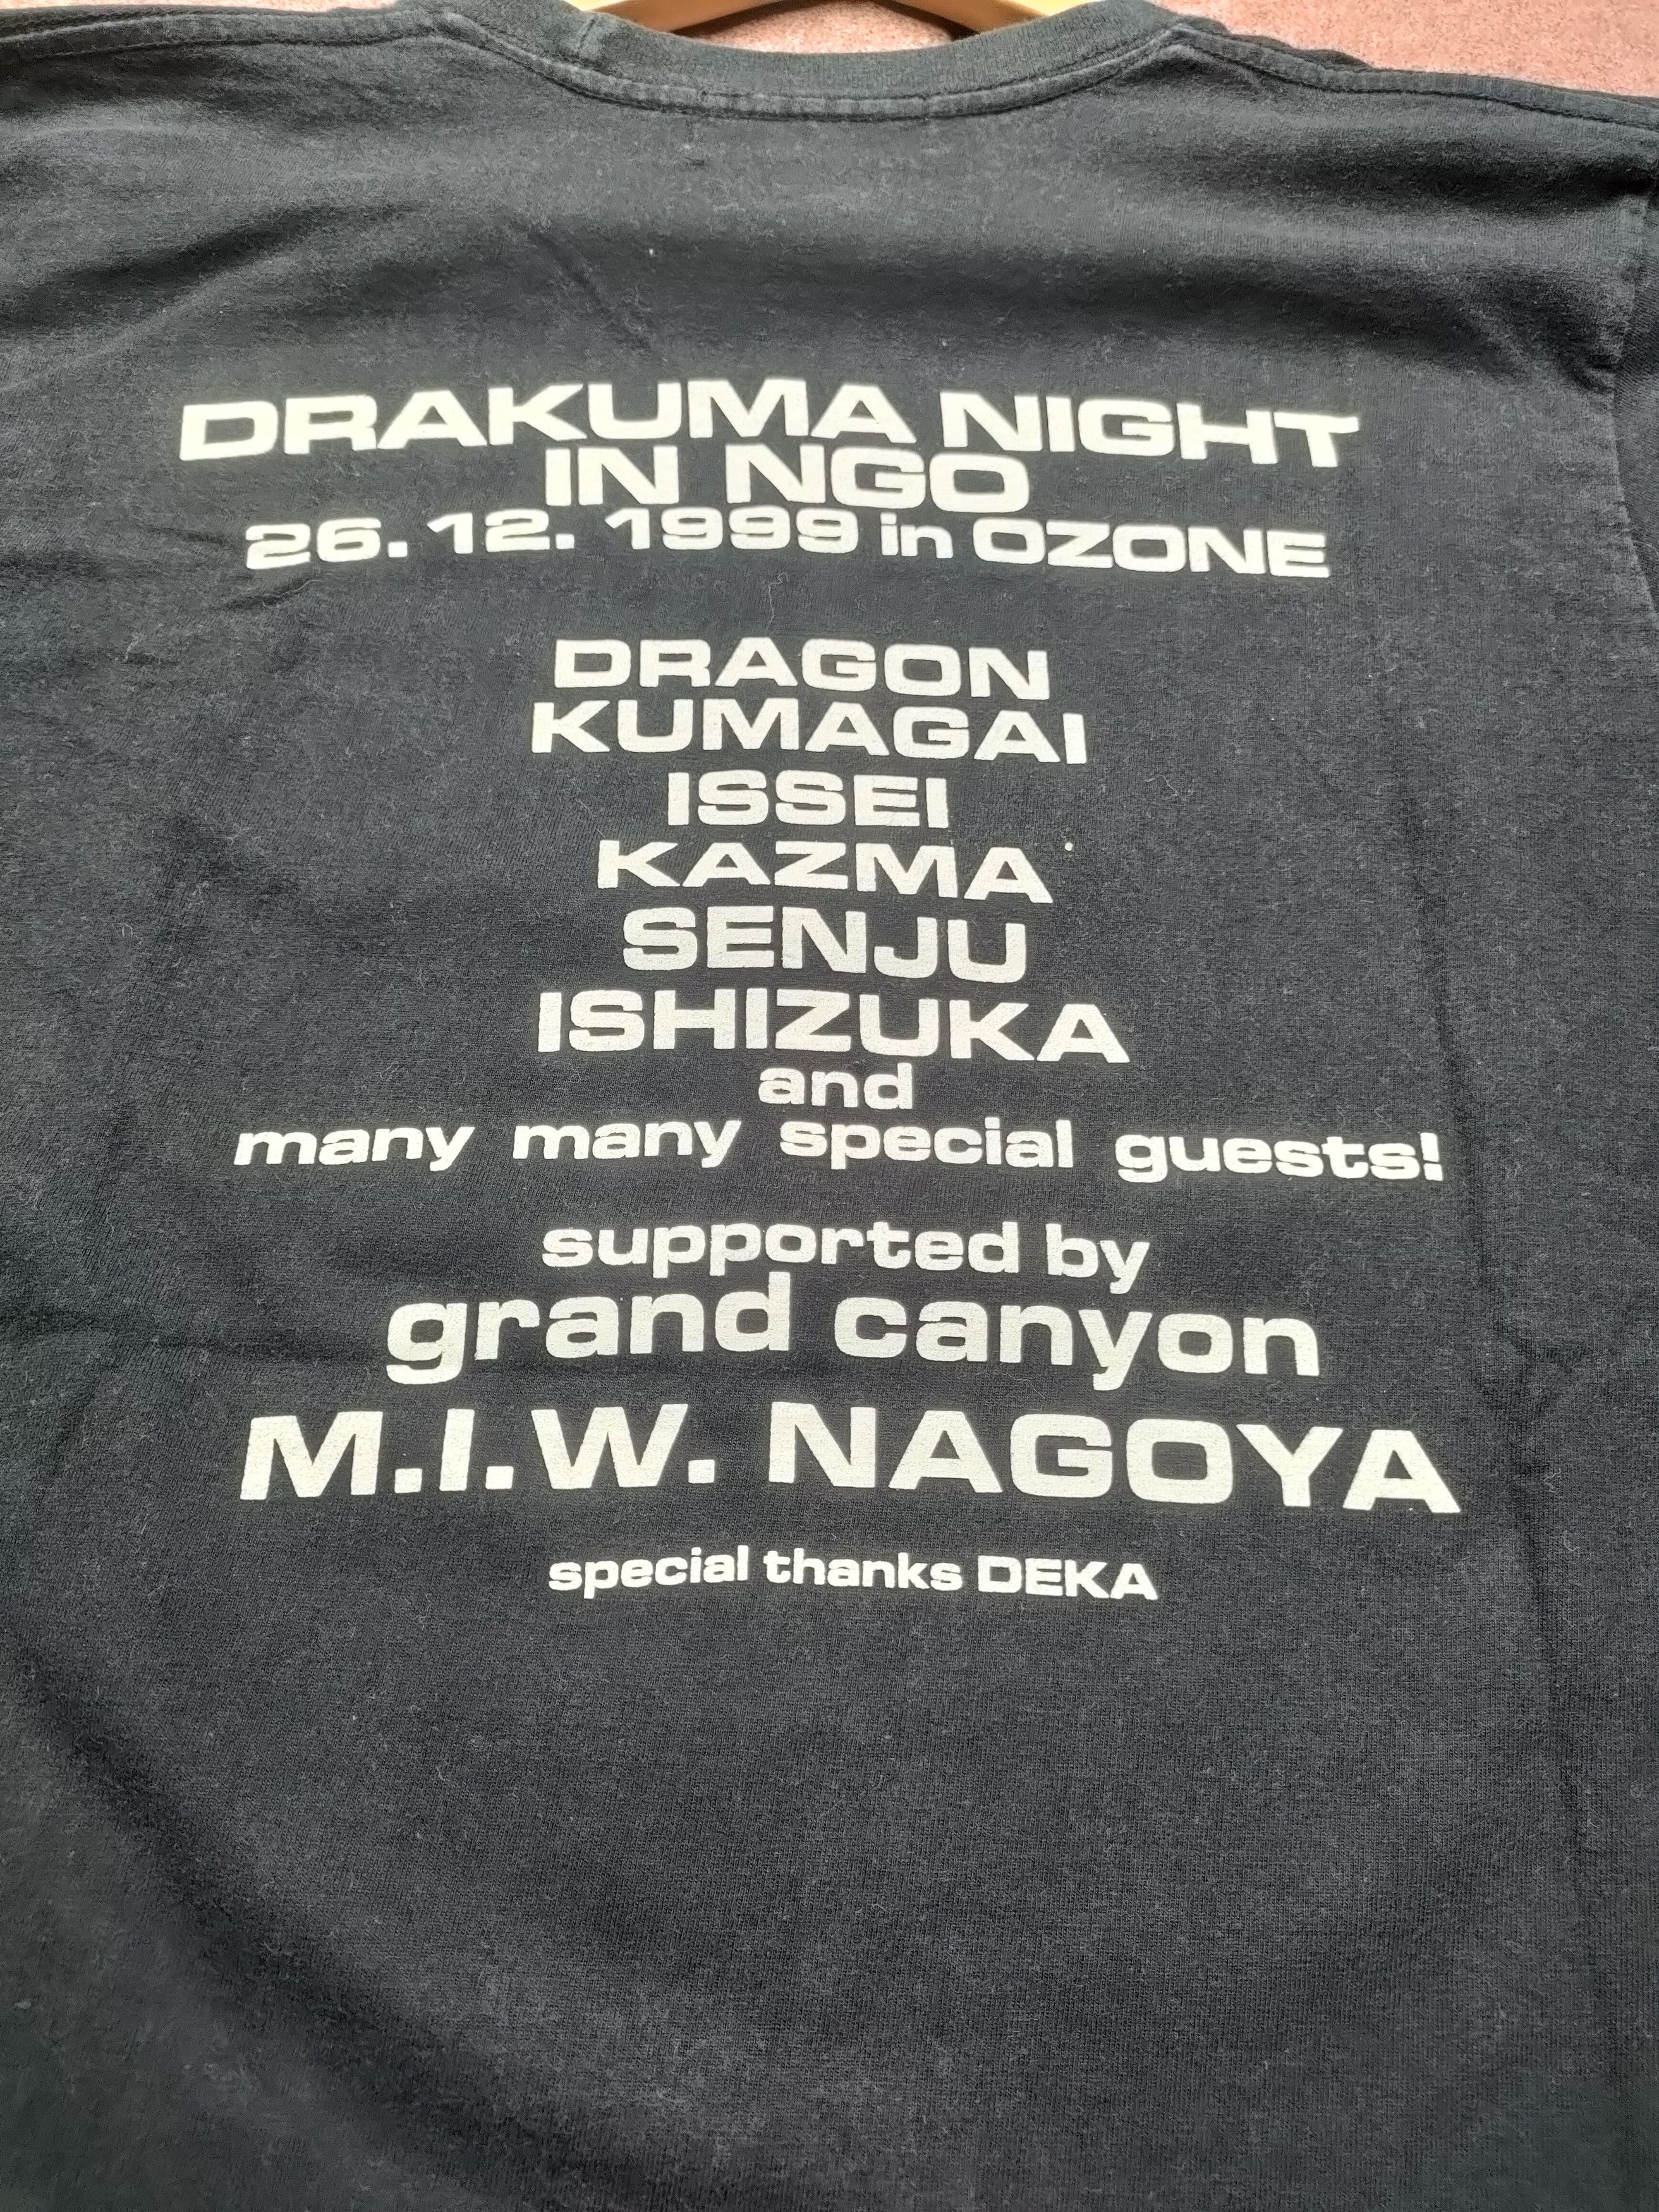 DRAKUMA NIGHT
IN NGO
26.12.1999 in OZONE
DRAGON
KUMAGAI
ISSEI
KAZMA
SENJU
ISHIZUKA
and
many many special guests!
supported by
grand canyon
M.I.W. NAGOYA
special thanks DEKA